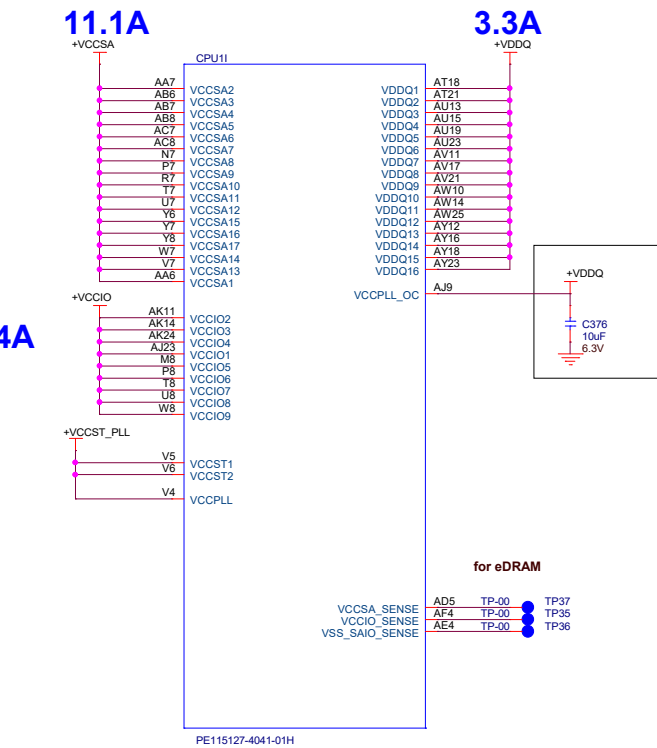 11.1A
3.3A
+VCCSA
+VDDQ
CPU1I
AA7 VCCSA2
AB6 VCCSA3
AB7 VCCSA4
AB8 VCCSA5
AC7 VCCSA6
AC8 VCCSA7
N7 VCCSA8
P7 VCCSA9
R7 VCCSA10
T7 VCCSA11
U7 VCCSA12
Y6 VCCSA15
Y7 VCCSA16
Y8 VCCSA17
W7 VCCSA14
V7 VCCSA13
AA6 VCCSA1
VDDQ1 AT18
VDDQ2 AT21
VDDQ3 AU13
VDDQ4 AU15
VDDQ5 AU19
VDDQ6 AU23
VDDQ7 AV11
VDDQ8 AV17
VDDQ9 AV21
VDDQ10 AW10
VDDQ11 AW14
VDDQ12 AW25
VDDQ13 AY12
VDDQ14 AY16
VDDQ15 AY18
VDDQ16 AY23
VCCPLL_OC AJ9
+VDDQ
C376
10uF
6.3V
+VCCIO
4A
AK11 VCCIO2
AK14 VCCIO3
AK24 VCCIO4
AJ23 VCCIO1
M8 VCCIO5
P8 VCCIO6
T8 VCCIO7
U8 VCCIO8
W8 VCCIO9
+VCCST_PLL
V5 VCCST1
V6 VCCST2
V4 VCCPLL
for eDRAM
VCCSA_SENSE AD5 TP-00 TP37
VCCIO_SENSE AF4 TP-00 TP35
VSS_SAIO_SENSE AE4 TP-00 TP36
PE115127-4041-01H